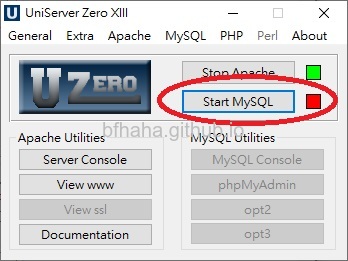 UniServer Zero XIII
General Extra Apache MySQL PHP Perl About
U ZERO
Stop Apache
Start MySQL
bfhaha.github.io
Apache Utilities
MySQL Utilities
Server Console
MySQL Console
View www
phpMyAdmin
View ssl
opt2
Documentation
opt3